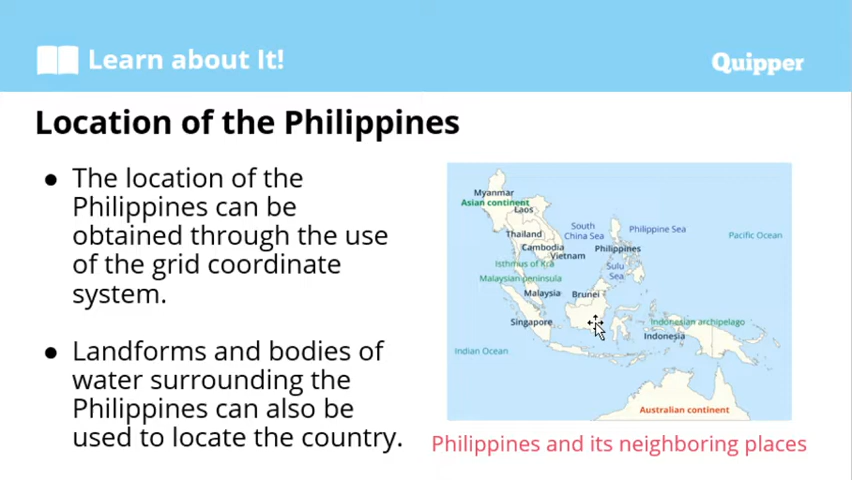 Learn about It!
Quipper
Location of the Philippines
● The location of the
Philippines can be
obtained through the use
of the grid coordinate
system.
● Landforms and bodies of
water surrounding the
Philippines can also be
used to locate the country.
Myanmar
Asian continent
Laos
Thailand
Cambodia
Vietnam
Isthmus of Kra
Malaysian peninsula
Malaysia
Singapore
Indian Ocean
South
China Sea
Philippine Sea
Pacific Ocean
Philippines
Sulu
Sea
Brunei
Indonesian archipelago
Indonesia
Australian continent
Philippines and its neighboring places